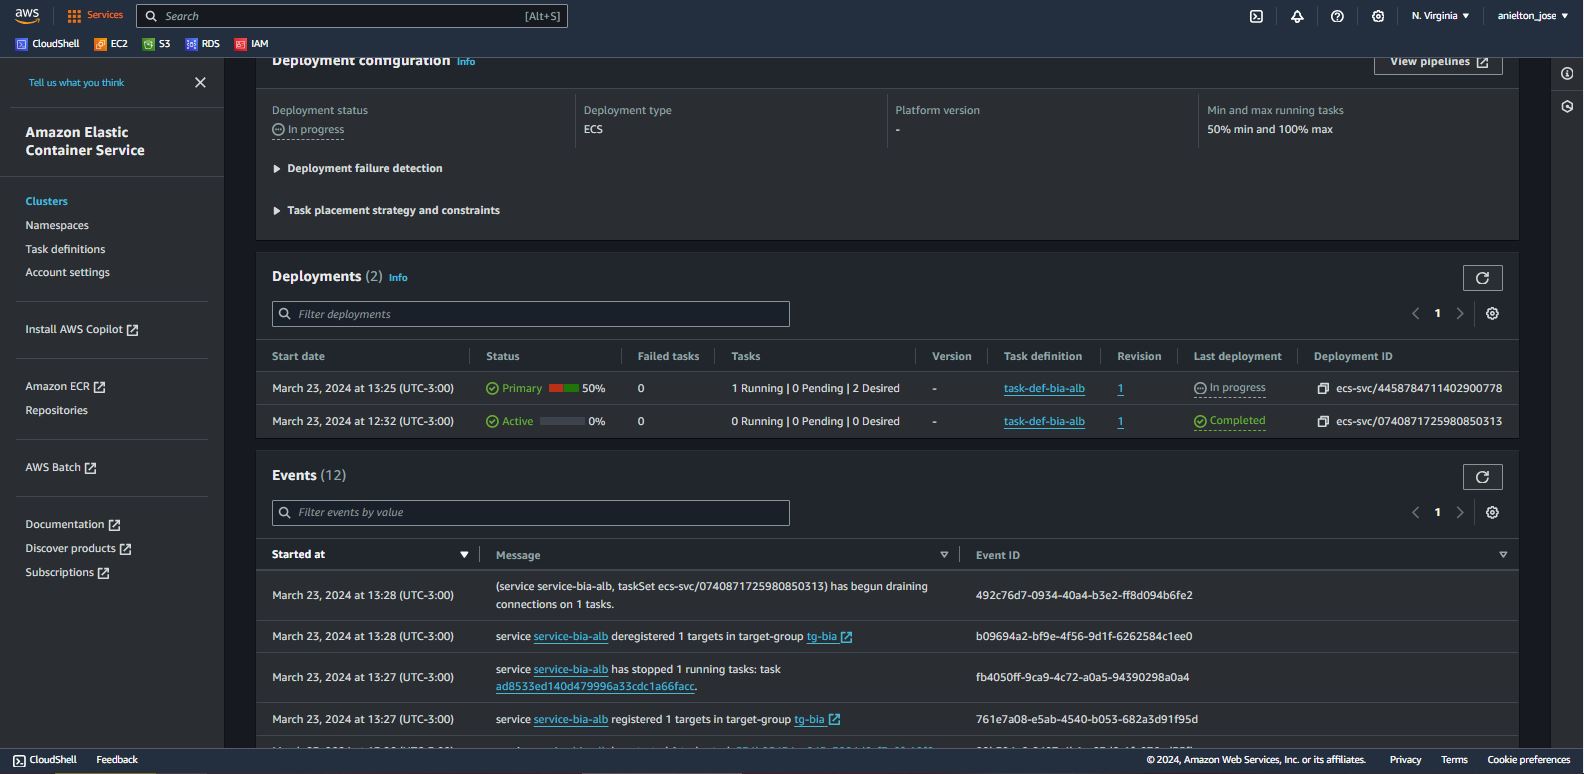 aws
Services
Search
[Alt+S]
N. Virginia
anielton_jose
CloudShell
EC2
S3
RDS
IAM
Tell us what you think
Amazon Elastic
Container Service
Clusters
Namespaces
Task definitions
Account settings
Install AWS Copilot
Amazon ECR
Repositories
AWS Batch
Documentation
Discover products
Subscriptions
Deployment configuration Info
View pipelines
Deployment status
In progress
Deployment type
ECS
Platform version
-
Min and max running tasks
50% min and 100% max
Deployment failure detection
Task placement strategy and constraints
Deployments (2) Info
Filter deployments
1
Start date Status Failed tasks Tasks Version Task definition Revision Last deployment Deployment ID
March 23, 2024 at 13:25 (UTC-3:00) Primary 50% 0 1 Running | 0 Pending | 2 Desired - task-def-bia-alb 1 In progress ecs-svc/4458784711402900778
March 23, 2024 at 12:32 (UTC-3:00) Active 0% 0 0 Running | 0 Pending | 0 Desired - task-def-bia-alb 1 Completed ecs-svc/0740871725980850313
Events (12)
Filter events by value
1
Started at Message Event ID
March 23, 2024 at 13:28 (UTC-3:00) (service service-bia-alb, taskSet ecs-svc/0740871725980850313) has begun draining
connections on 1 tasks.
492c76d7-0934-40a4-b3e2-ff8d094b6fe2
March 23, 2024 at 13:28 (UTC-3:00) service service-bia-alb deregistered 1 targets in target-group tg-bia b09694a2-bf9e-4f56-9d1f-6262584c1ee0
March 23, 2024 at 13:27 (UTC-3:00) service service-bia-alb has stopped 1 running tasks: task
ad8533ed140d479996a33cdc1a66facc.
fb4050ff-9ca9-4c72-a0a5-94390298a0a4
March 23, 2024 at 13:27 (UTC-3:00) service service-bia-alb registered 1 targets in target-group tg-bia 761e7a08-e5ab-4540-b053-682a3d91f95d
CloudShell
Feedback
© 2024, Amazon Web Services, Inc. or its affiliates.
Privacy
Terms
Cookie preferences